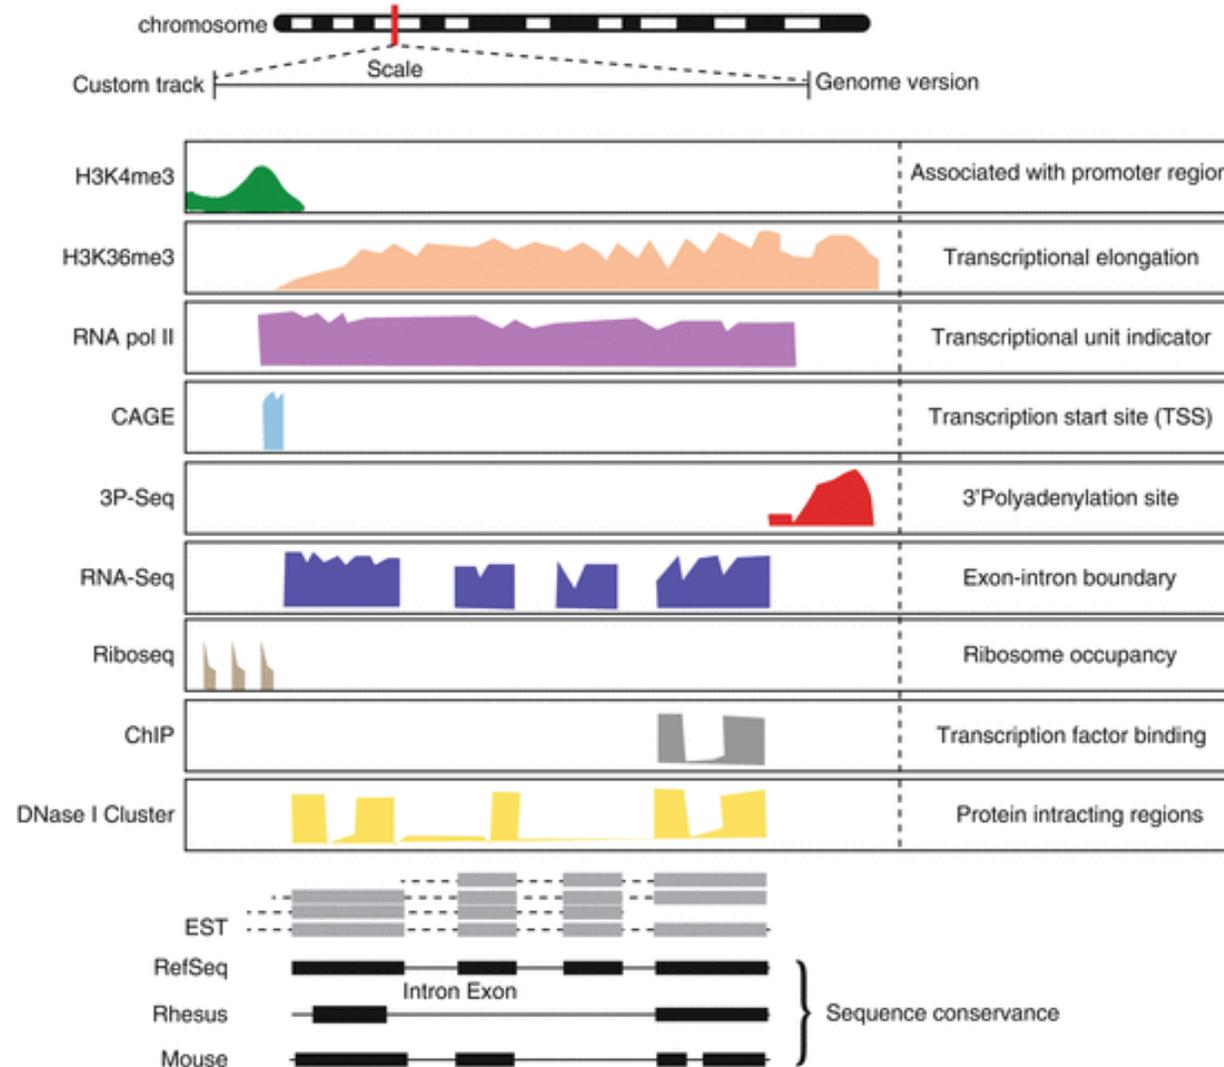 chromosome
Scale
Custom track
Genome version
H3K4me3
Associated with promoter region
H3K36me3
Transcriptional elongation
RNA pol II
Transcriptional unit indicator
CAGE
Transcription start site (TSS)
3P-Seq
3'Polyadenylation site
RNA-Seq
Exon-intron boundary
Riboseq
Ribosome occupancy
ChIP
Transcription factor binding
DNase I Cluster
Protein intracting regions
EST
RefSeq
Intron Exon
Rhesus
Sequence conservance
Mouse